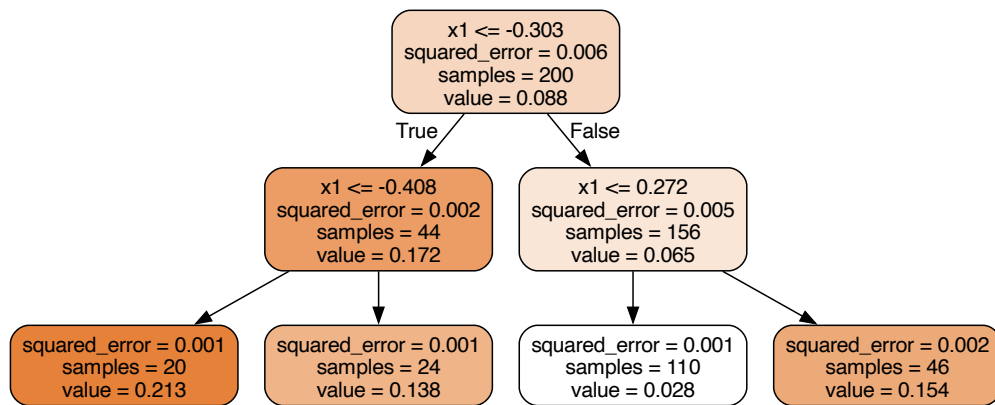 x1 <= -0.303
squared_error = 0.006
samples = 200
value = 0.088
True
False
x1 <= -0.408
squared_error = 0.002
samples = 44
value = 0.172
x1 <= 0.272
squared_error = 0.005
samples = 156
value = 0.065
squared_error = 0.001
samples = 20
value = 0.213
squared_error = 0.001
samples = 24
value = 0.138
squared_error = 0.001
samples = 110
value = 0.028
squared_error = 0.002
samples = 46
value = 0.154